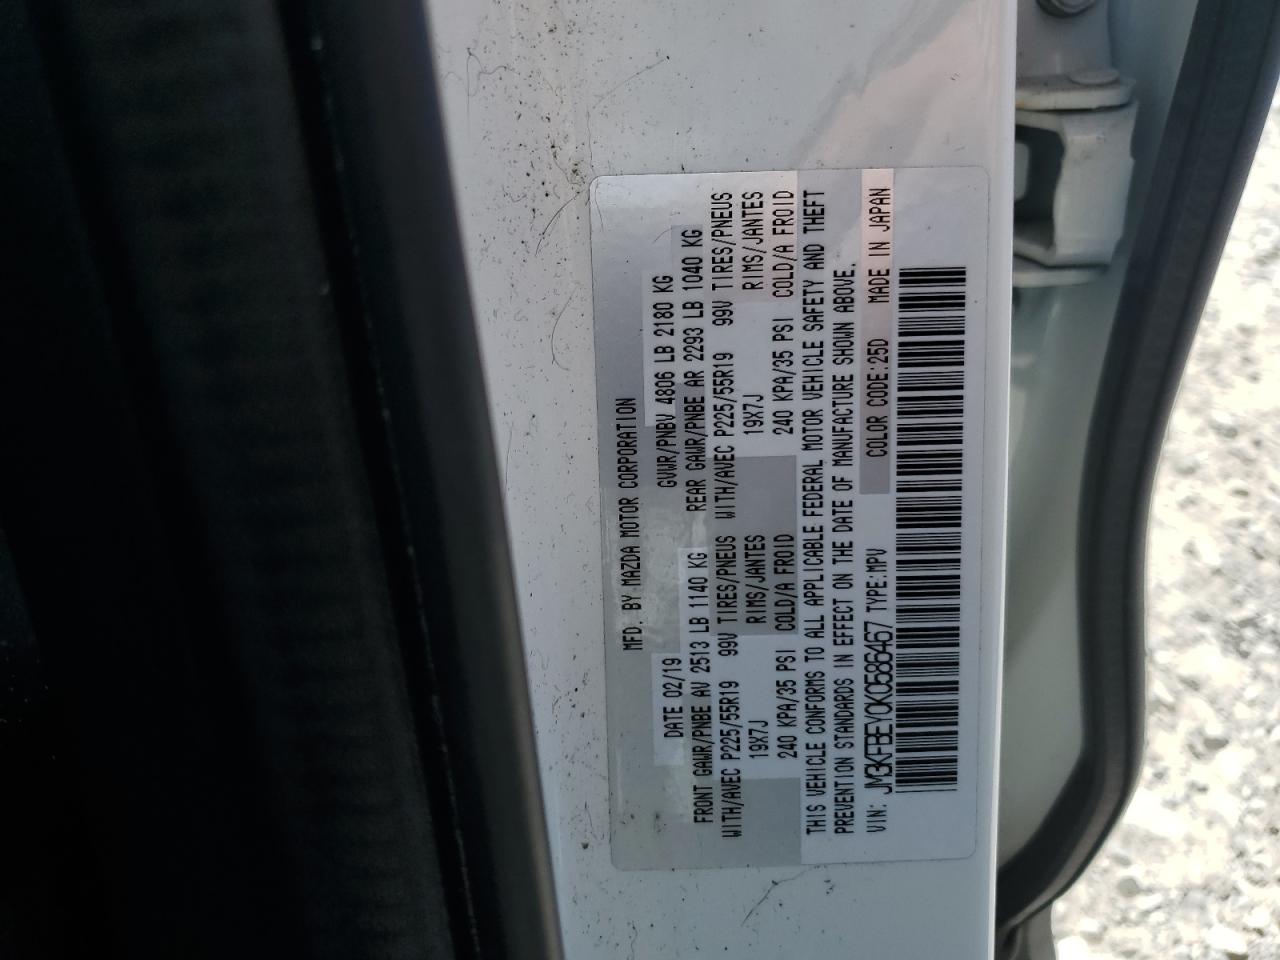 MFD. BY MAZDA MOTOR CORPORATION
DATE 02/19 GVWR/PNBV 4806 LB 2180 KG
FRONT GAWR/PNBE AV 2513 LB 1140 KG REAR GAWR/PNBE AR 2293 LB 1040 KG
WITH/AVEC P225/55R19 99V TIRES/PNEUS WITH/AVEC P225/55R19 99V TIRES/PNEUS
19X7J RIMS/JANTES 19X7J RIMS/JANTES
240 KPA/35 PSI COLD/A FROID 240 KPA/35 PSI COLD/A FROID
THIS VEHICLE CONFORMS TO ALL APPLICABLE FEDERAL MOTOR VEHICLE SAFETY AND THEFT
PREVENTION STANDARDS IN EFFECT ON THE DATE OF MANUFACTURE SHOWN ABOVE.
VIN: JM3KFBEY0K0586467 TYPE:MPV COLOR CODE:25D MADE IN JAPAN